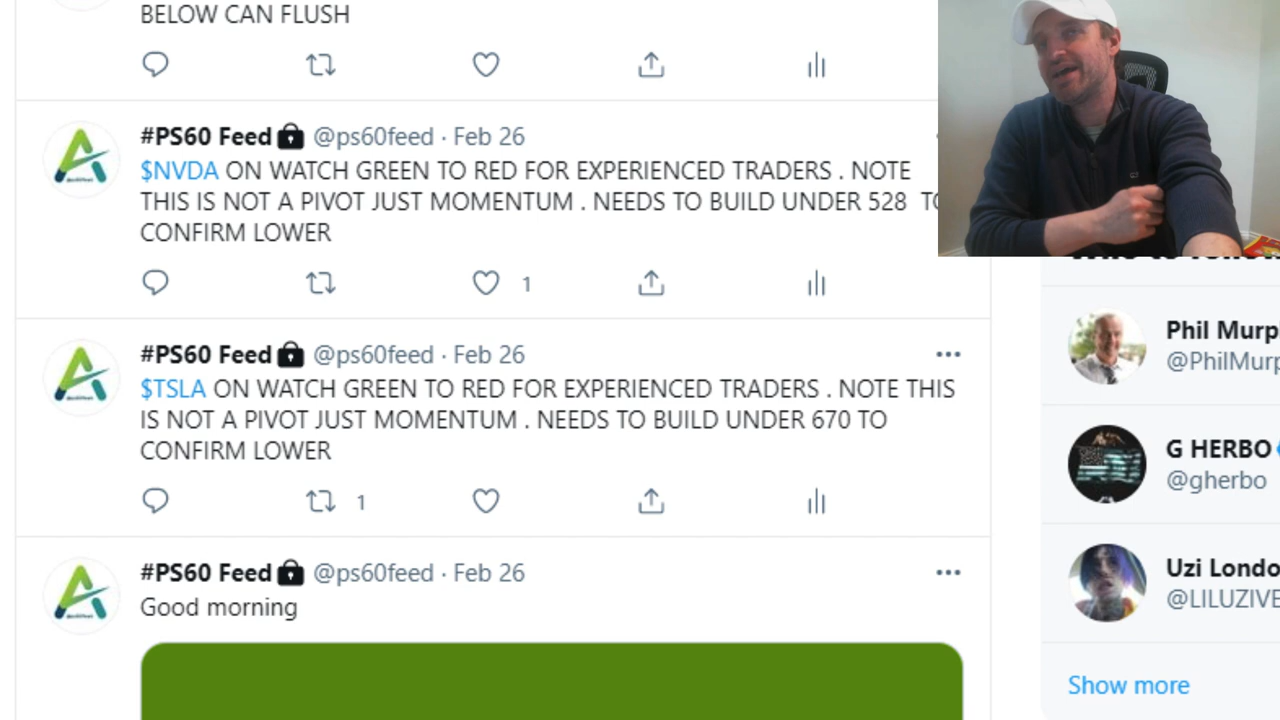 BELOW CAN FLUSH
#PS60 Feed @ps60feed · Feb 26
$NVDA ON WATCH GREEN TO RED FOR EXPERIENCED TRADERS . NOTE
THIS IS NOT A PIVOT JUST MOMENTUM . NEEDS TO BUILD UNDER 528
CONFIRM LOWER
1
#PS60 Feed @ps60feed · Feb 26
$TSLA ON WATCH GREEN TO RED FOR EXPERIENCED TRADERS . NOTE THIS
IS NOT A PIVOT JUST MOMENTUM . NEEDS TO BUILD UNDER 670 TO
CONFIRM LOWER
1
#PS60 Feed @ps60feed · Feb 26
Good morning
Phil Murp
@PhilMurp
G HERBO
@gherbo
Uzi Londo
@LILUZIVE
Show more